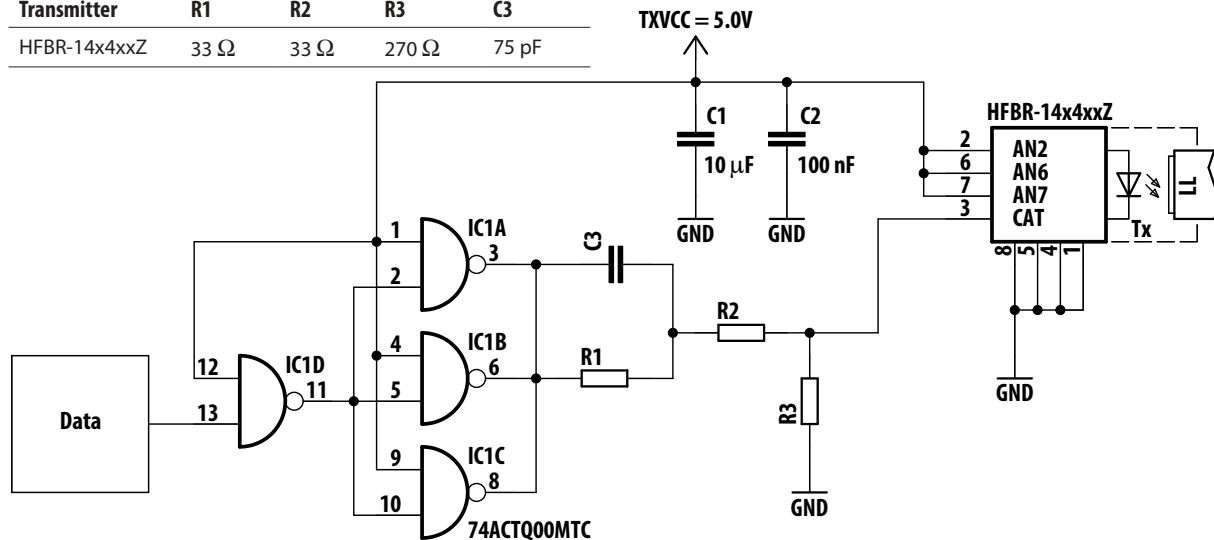 Transmitter R1 R2 R3 C3
HFBR-14x4xxZ 33 Ω 33 Ω 270 Ω 75 pF
TXVCC = 5.0V
C1
10 μF
GND
C2
100 nF
GND
HFBR-14x4xxZ
2 AN2
6 AN6
7 AN7
3 CAT
Tx
LL
8 5 4 1
GND
1
2
IC1A
3
C3
4
5
IC1B
6
R1
R2
R3
GND
12
13
IC1D
11
Data
9
10
IC1C
8
74ACTQ00MTC